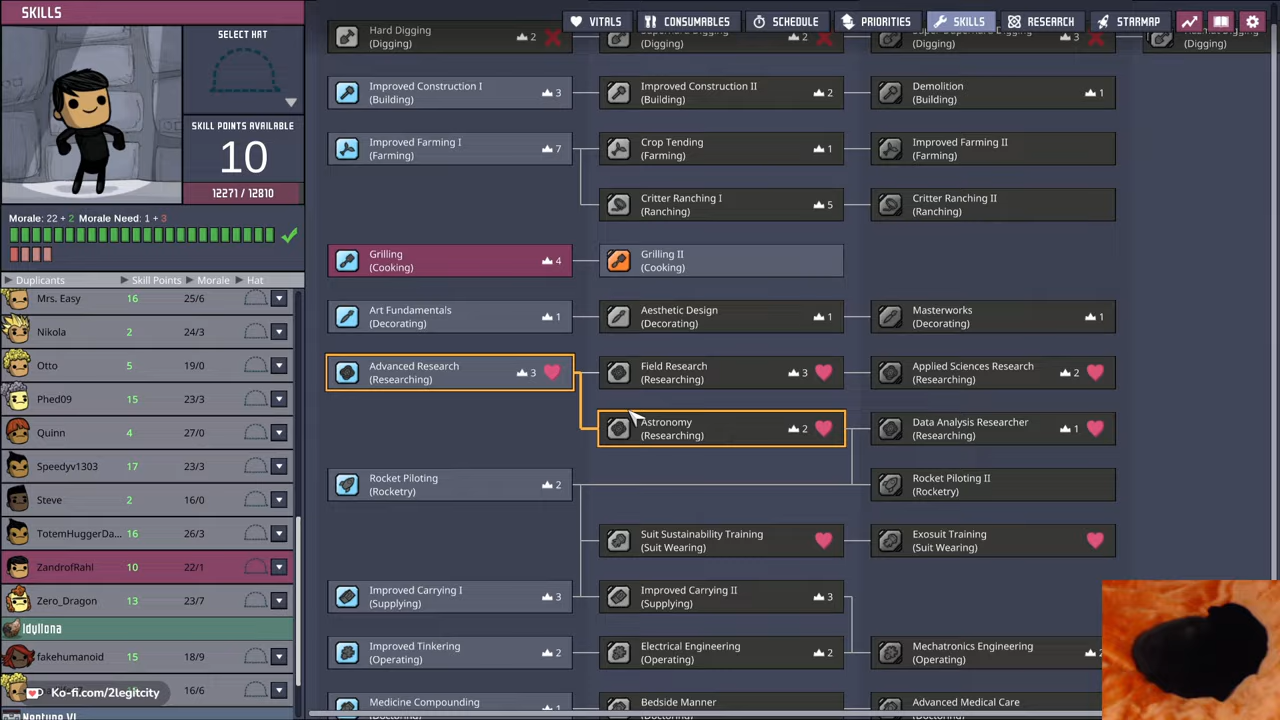 SKILLS
VITALS
CONSUMABLES
SCHEDULE
PRIORITIES
SKILLS
RESEARCH
STARMAP
SELECT HAT
SKILL POINTS AVAILABLE
10
12271 / 12810
Morale: 22 + 2 Morale Need: 1 + 3
Duplicants
Skill Points
Morale
Hat
Mrs. Easy 16 25/6
Nikola 2 24/3
Otto 5 19/0
Phed09 15 23/3
Quinn 4 27/0
Speedyv1303 17 23/3
Steve 2 16/0
TotemHuggerDa... 16 26/3
ZandrofRahl 10 22/1
Zero_Dragon 13 23/7
Idyllona
fakehumanoid 15 18/9
16/6
Ko-fi.com/2legitcity
Hard Digging 2
(Digging)
2
(Digging)
3
(Digging)
(Digging)
Improved Construction I 3
(Building)
Improved Construction II 2
(Building)
Demolition 1
(Building)
Improved Farming I 7
(Farming)
Crop Tending 1
(Farming)
Improved Farming II
(Farming)
Critter Ranching I 5
(Ranching)
Critter Ranching II
(Ranching)
Grilling 4
(Cooking)
Grilling II
(Cooking)
Art Fundamentals 1
(Decorating)
Aesthetic Design 1
(Decorating)
Masterworks 1
(Decorating)
Advanced Research 3
(Researching)
Field Research 3
(Researching)
Applied Sciences Research 2
(Researching)
Astronomy 2
(Researching)
Data Analysis Researcher 1
(Researching)
Rocket Piloting 2
(Rocketry)
Rocket Piloting II
(Rocketry)
Suit Sustainability Training
(Suit Wearing)
Exosuit Training
(Suit Wearing)
Improved Carrying I 3
(Supplying)
Improved Carrying II 3
(Supplying)
Improved Tinkering 2
(Operating)
Electrical Engineering 2
(Operating)
Mechatronics Engineering
(Operating)
Medicine Compounding 1
Bedside Manner
Advanced Medical Care